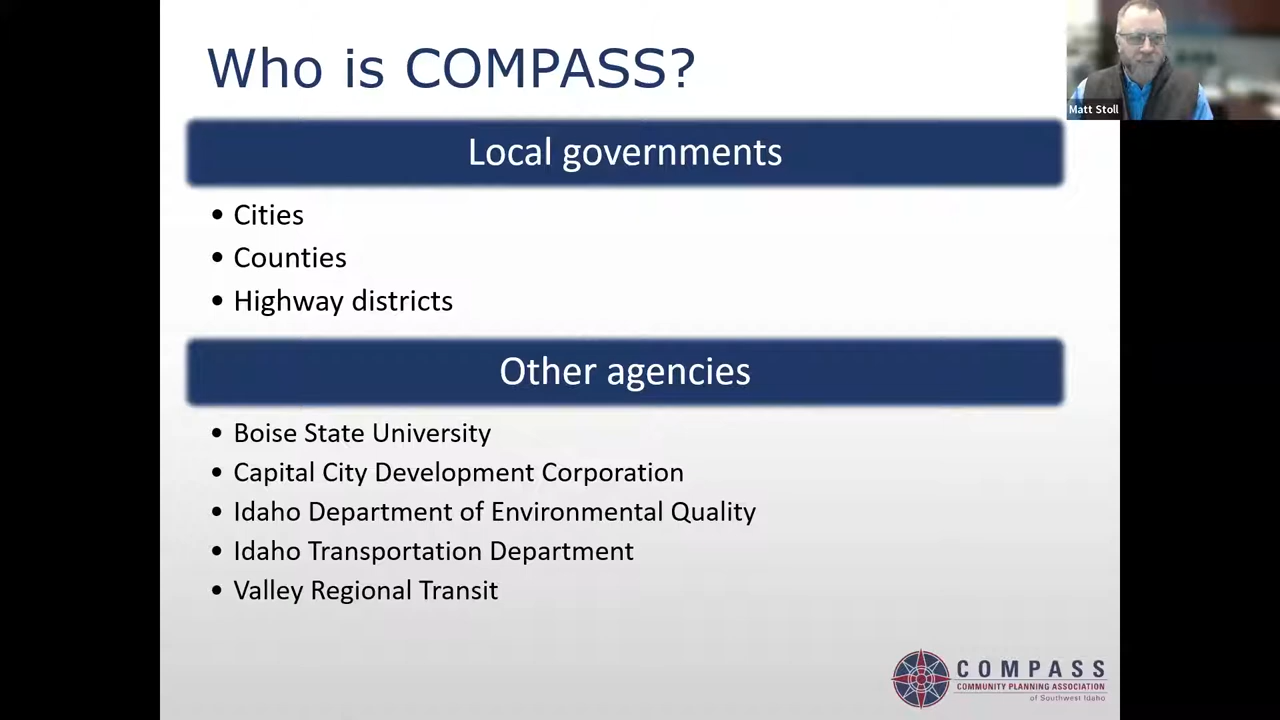 Who is COMPASS?
Matt Stoll
Local governments
• Cities
• Counties
• Highway districts
Other agencies
• Boise State University
• Capital City Development Corporation
• Idaho Department of Environmental Quality
• Idaho Transportation Department
• Valley Regional Transit
COMPASS
COMMUNITY PLANNING ASSOCIATION
of Southwest Idaho